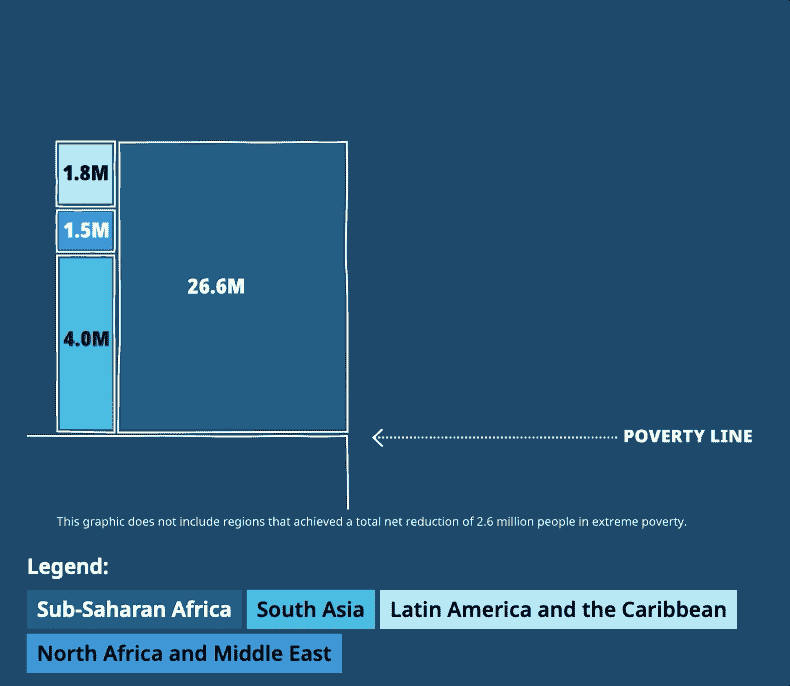 1.8M
1.5M
26.6M
4.0M
POVERTY LINE
This graphic does not include regions that achieved a total net reduction of 2.6 million people in extreme poverty.
Legend:
Sub-Saharan Africa South Asia Latin America and the Caribbean
North Africa and Middle East